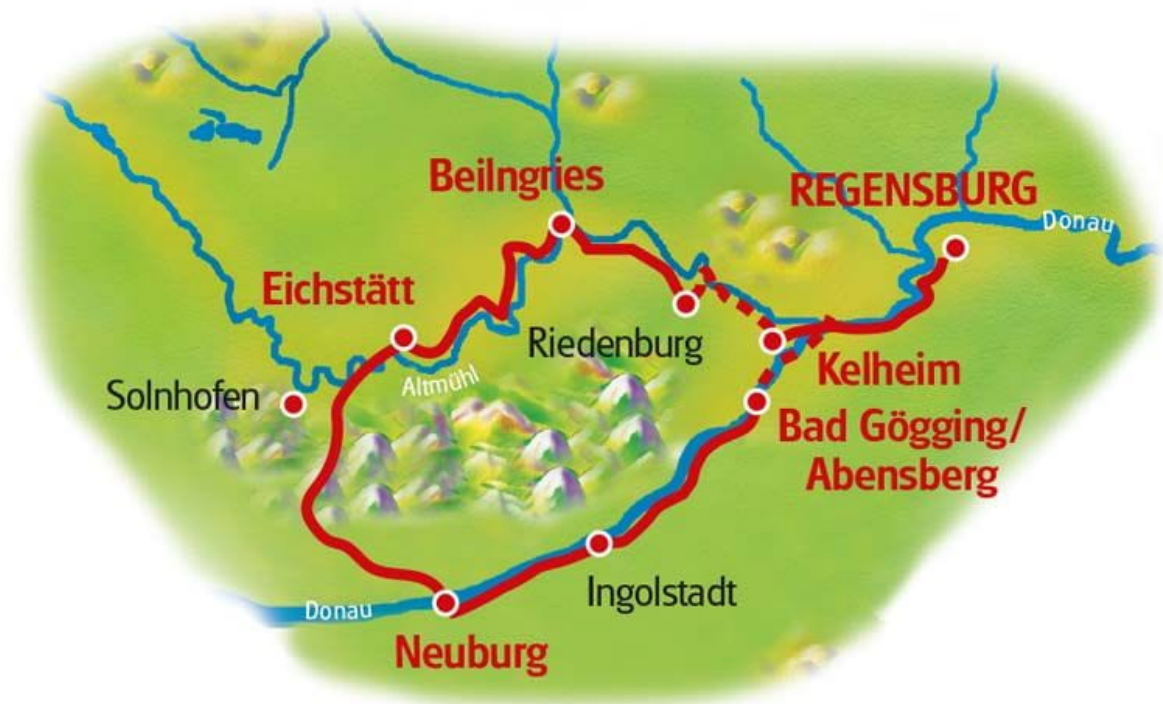 Beilngries
REGENSBURG
Donau
Eichstätt
Riedenburg
Altmühl
Solnhofen
Kelheim
Bad Gögging/
Abensberg
Ingolstadt
Donau
Neuburg